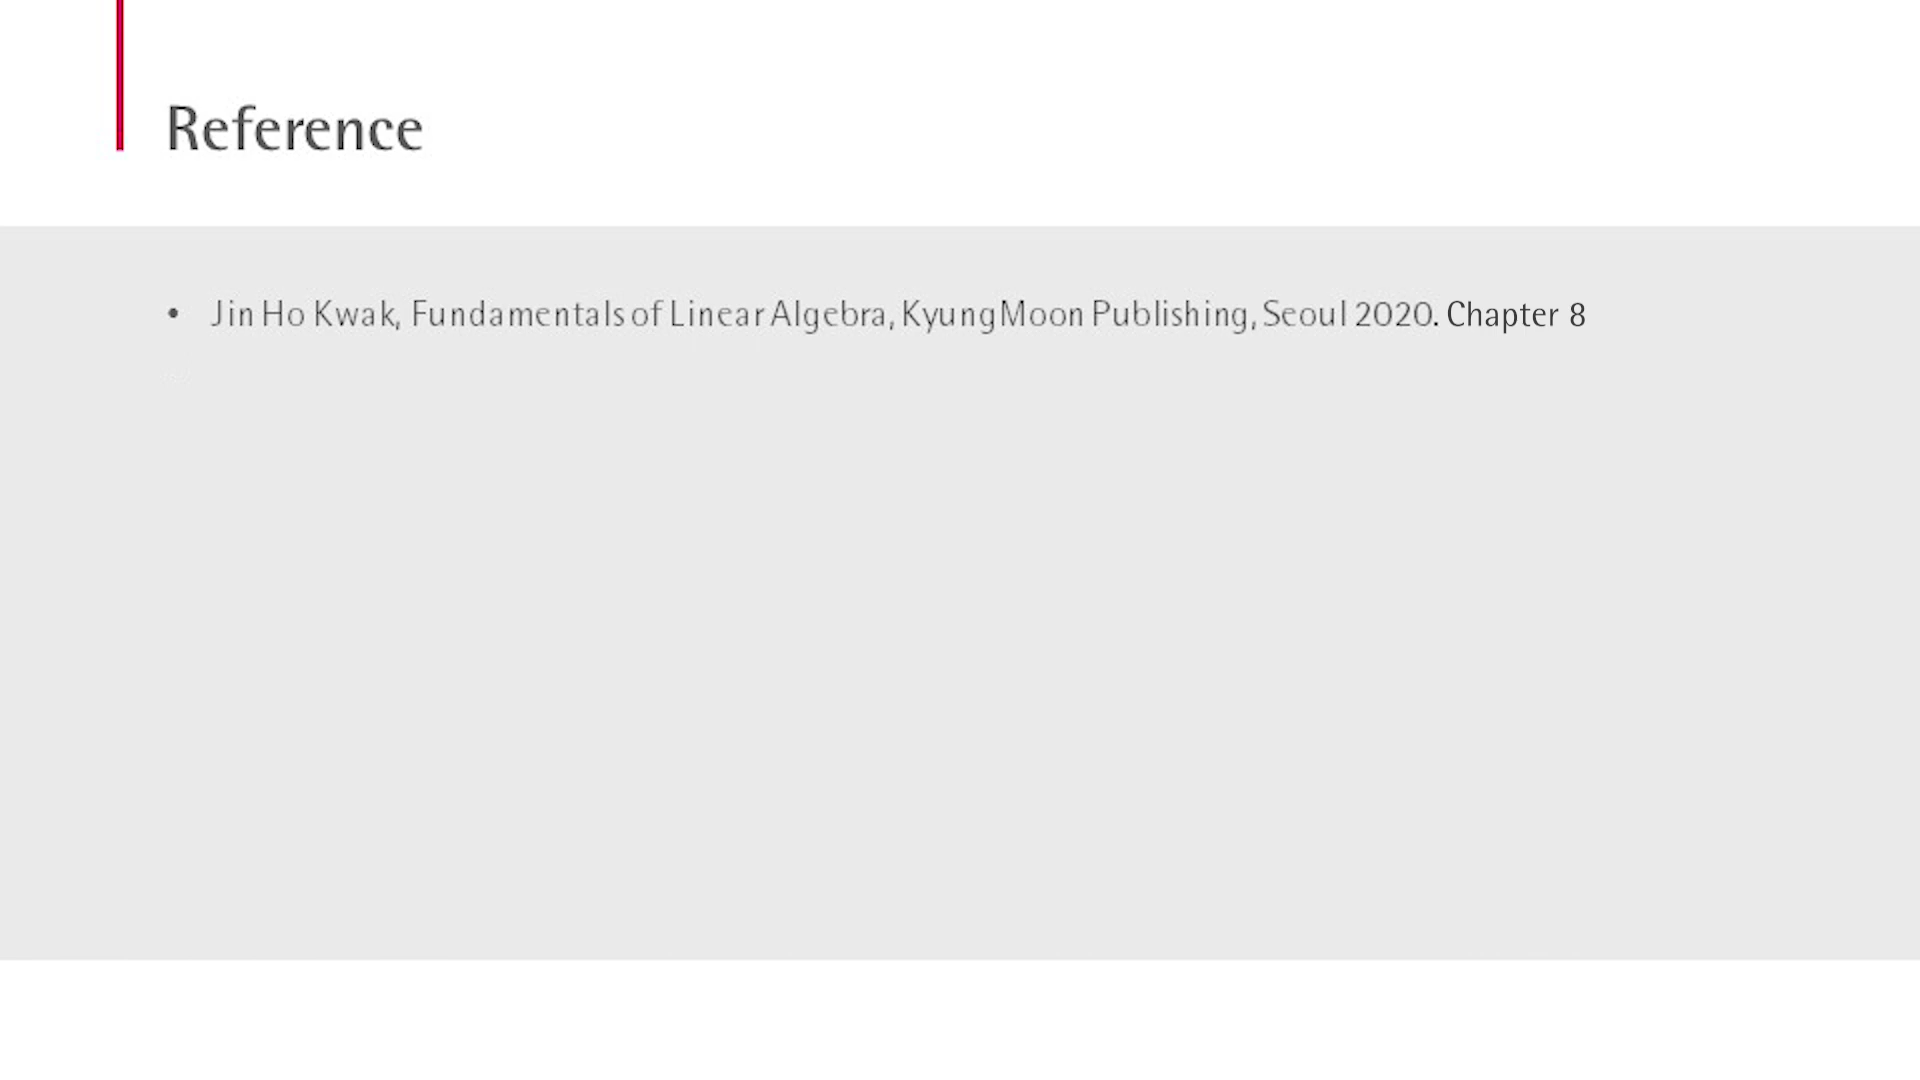 Reference
• Jin Ho Kwak, Fundamentals of Linear Algebra, KyungMoon Publishing, Seoul 2020. Chapter 8